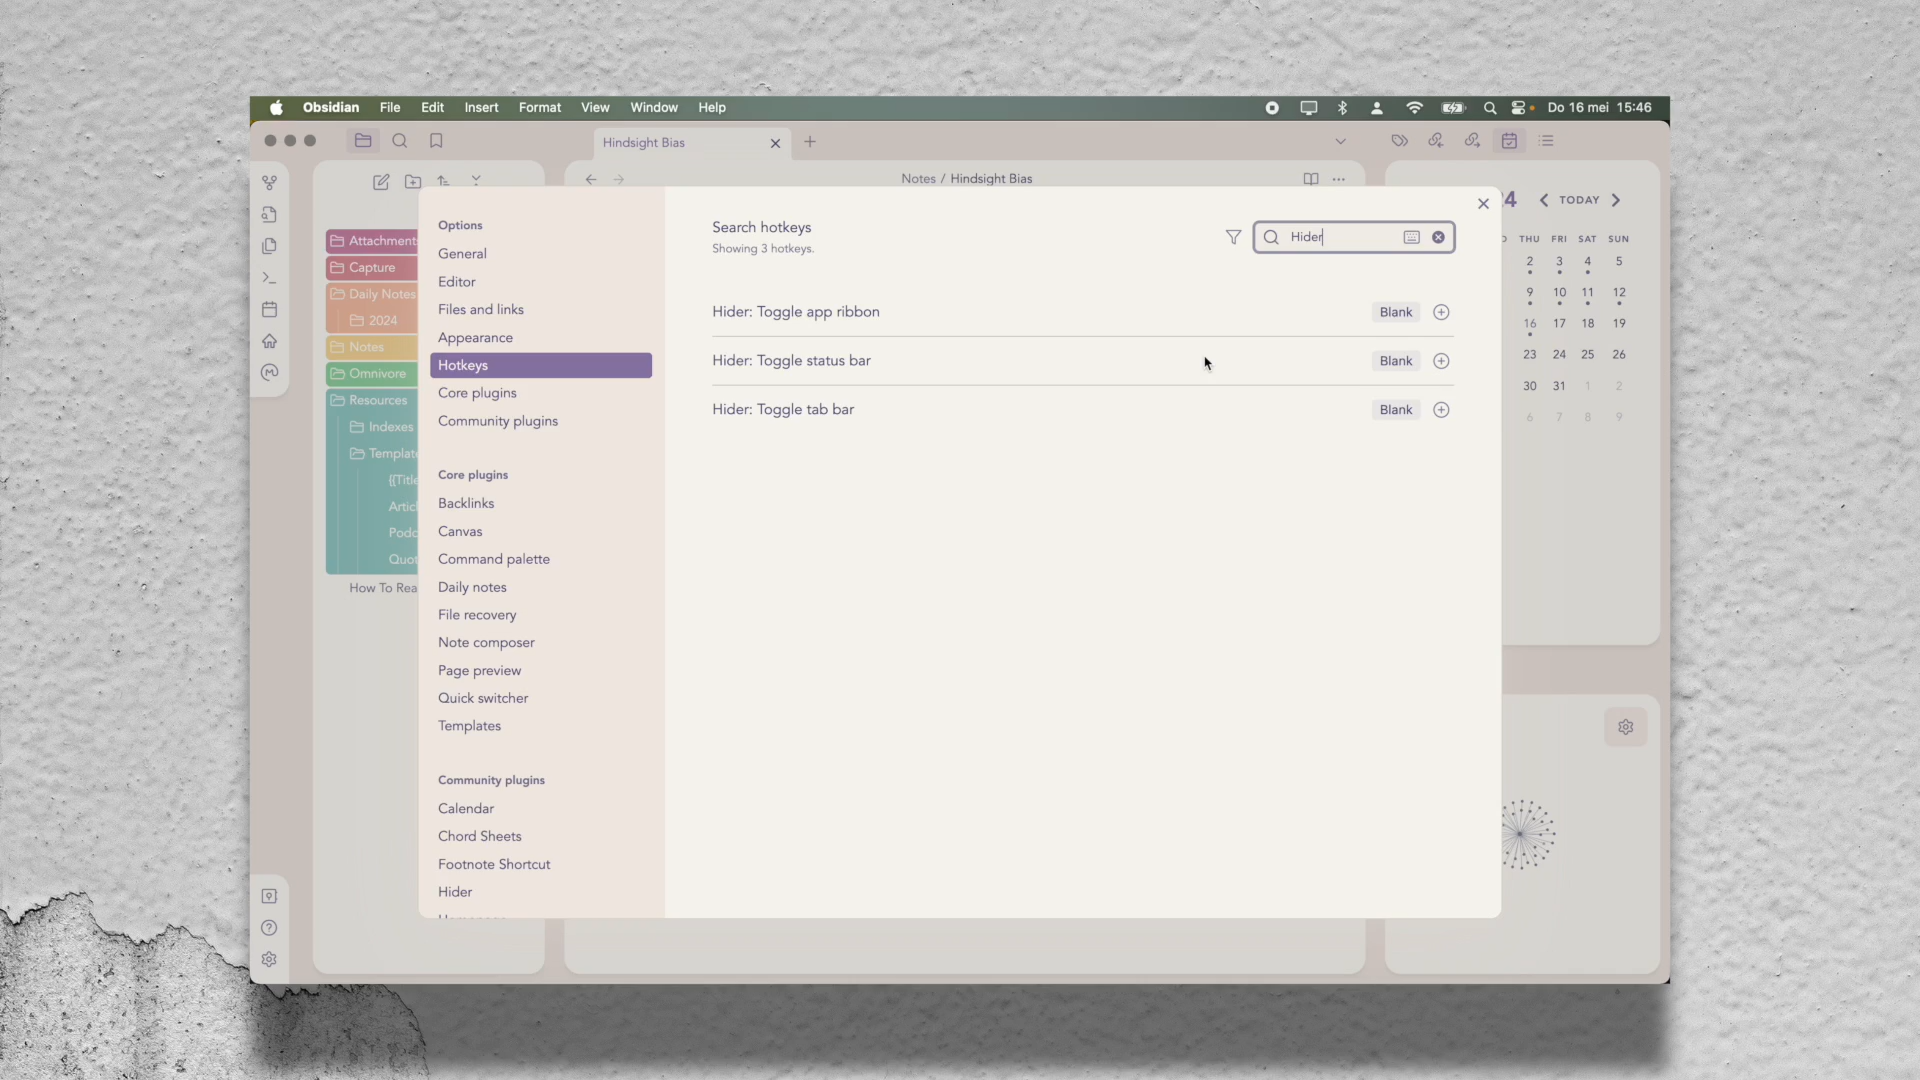 Obsidian File Edit Insert Format View Window Help Do 16 mei 15:46
Hindsight Bias
Notes / Hindsight Bias
Attachment
Capture
Daily Notes
2024
Notes
Omnivore
Resources
Indexes
Templat
{{Title
Artic
Podc
Quot
How To Rea
Options
General
Editor
Files and links
Appearance
Hotkeys
Core plugins
Community plugins
Core plugins
Backlinks
Canvas
Command palette
Daily notes
File recovery
Note composer
Page preview
Quick switcher
Templates
Community plugins
Calendar
Chord Sheets
Footnote Shortcut
Hider
Search hotkeys
Showing 3 hotkeys.
Hider
Hider: Toggle app ribbon Blank
Hider: Toggle status bar Blank
Hider: Toggle tab bar Blank
4 TODAY
THU FRI SAT SUN
2 3 4 5
9 10 11 12
16 17 18 19
23 24 25 26
30 31 1 2
6 7 8 9